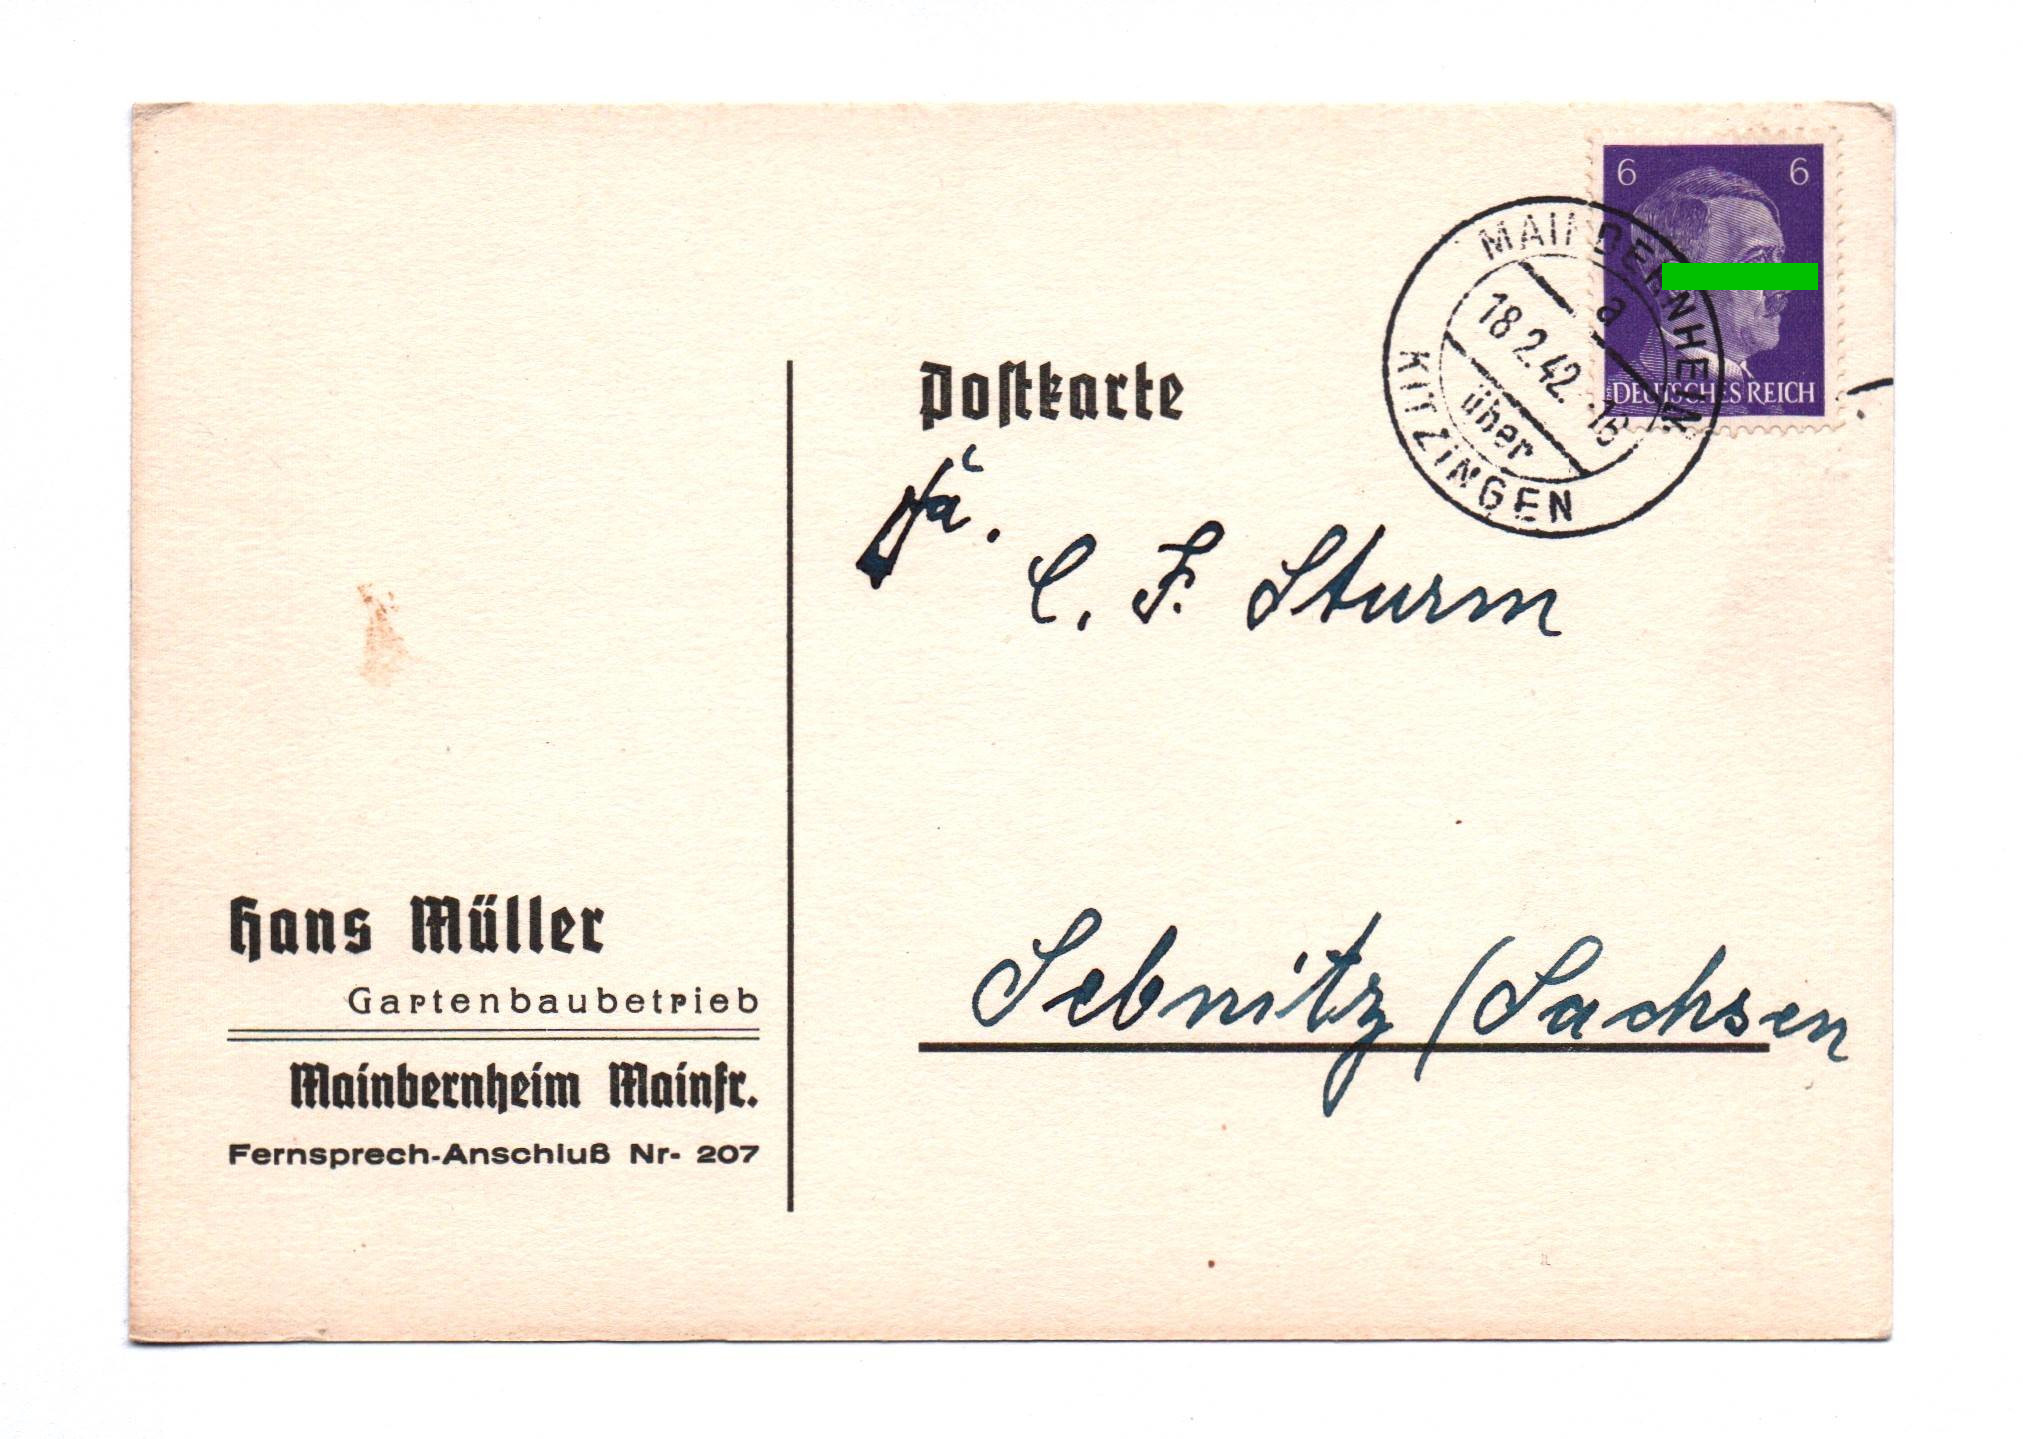 6 6
DEUTSCHES REICH
MAINBERNHEIM
a
18.2.42.-16
über
KITZINGEN
Postkarte
Fa.
C. F. Sturm
Sebnitz / Sachsen
Hans Müller
Gartenbaubetrieb
Mainbernheim Mainfr.
Fernsprech-Anschluß Nr- 207